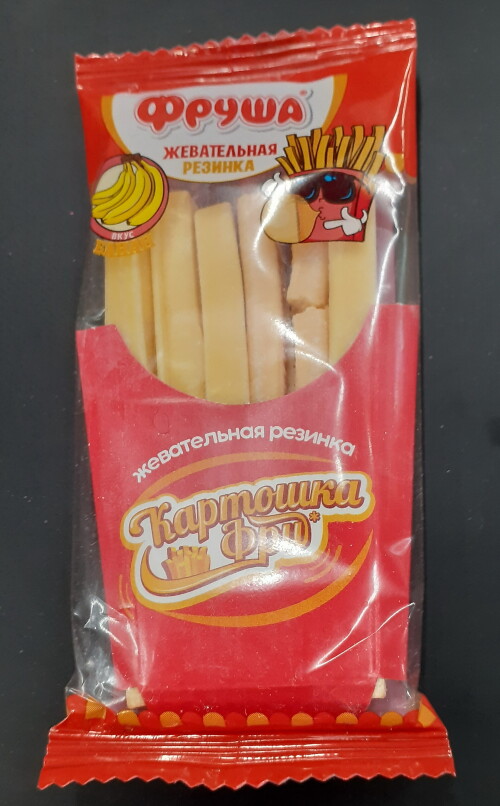 ФРУША®
ЖЕВАТЕЛЬНАЯ
РЕЗИНКА
ВКУС
жевательная резинка
Картошка
фри*